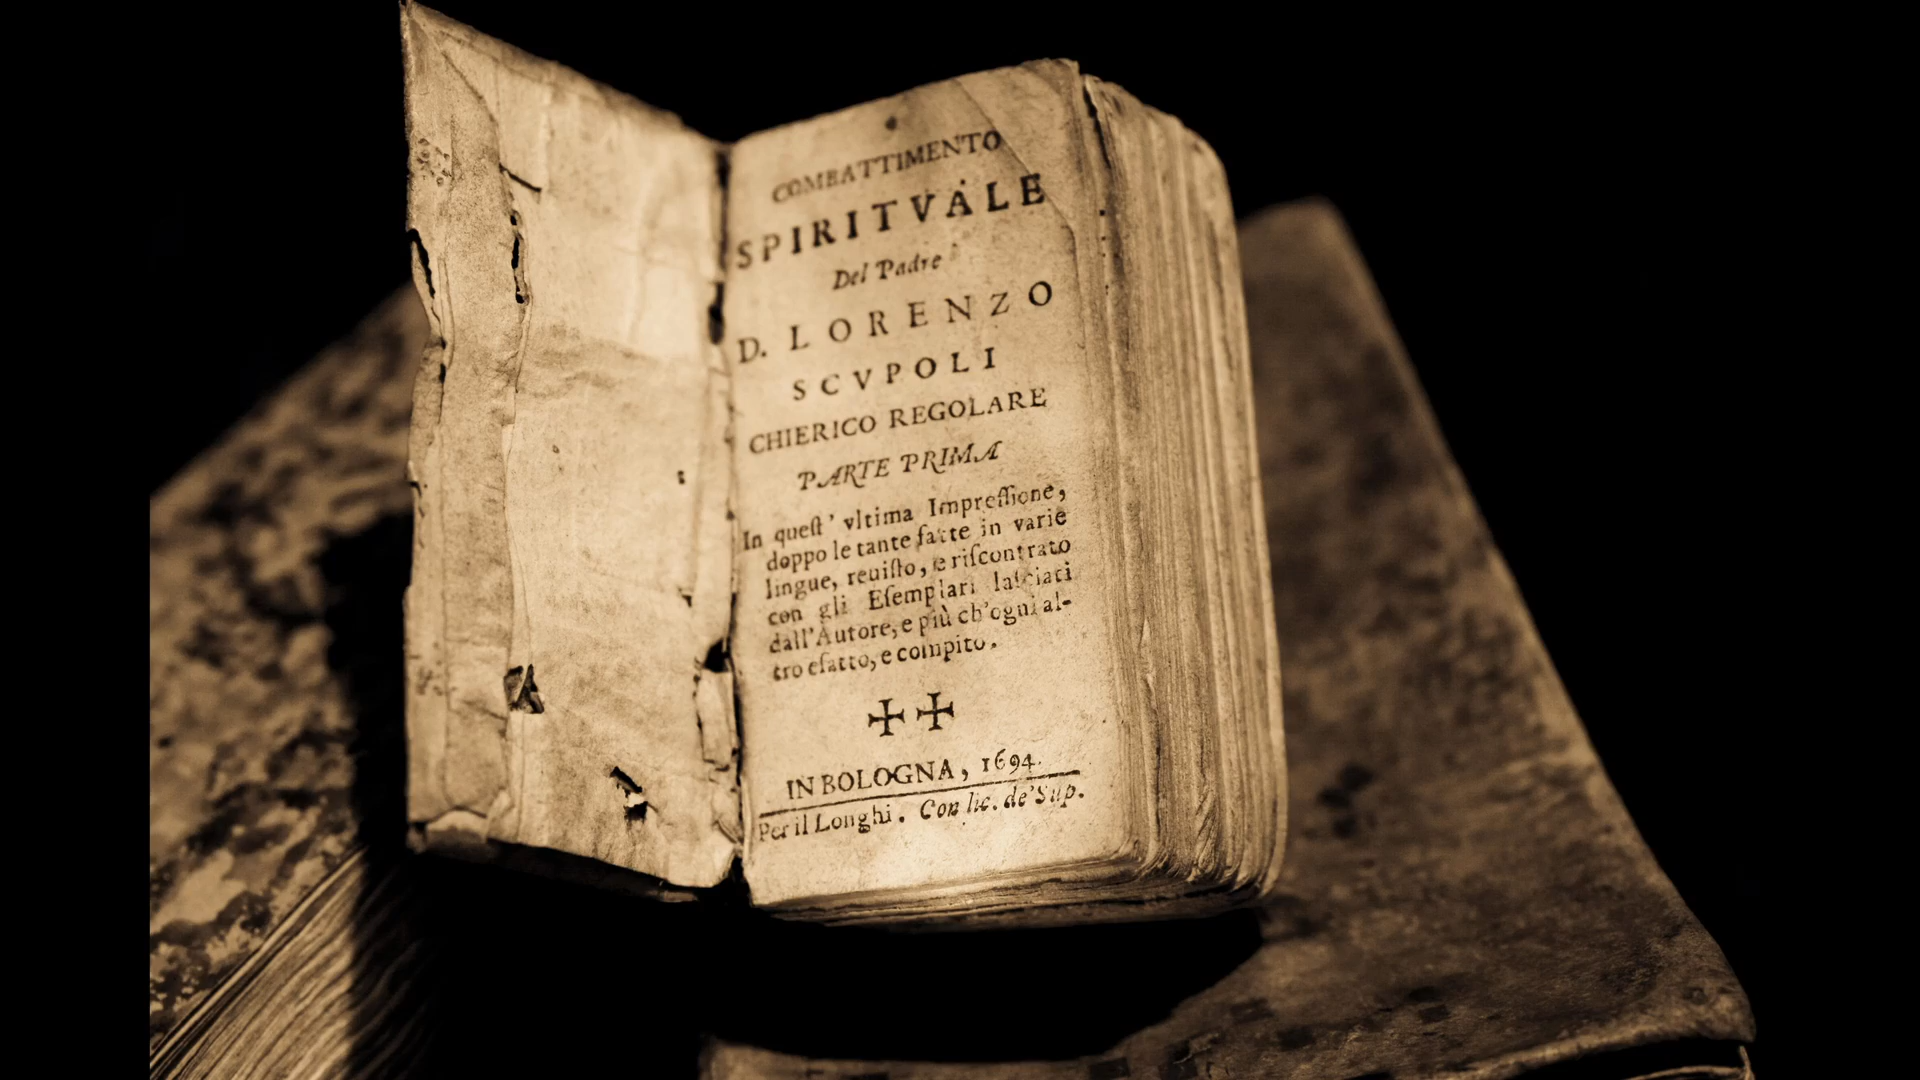 COMBATTIMENTO
SPIRITVALE
Del Padre
D. LORENZO
SCVPOLI
CHIERICO REGOLARE
PARTE PRIMA
In queſt' vltima Impreſſione,
doppo le tante fatte in varie
lingue, reuiſto, e riſcontrato
con gli Eſemplari laſciati
dall'Autore, e più ch'ogni al-
tro eſatto, e compito.
IN BOLOGNA, 1694.
Per il Longhi. Con lic. de' Sup.